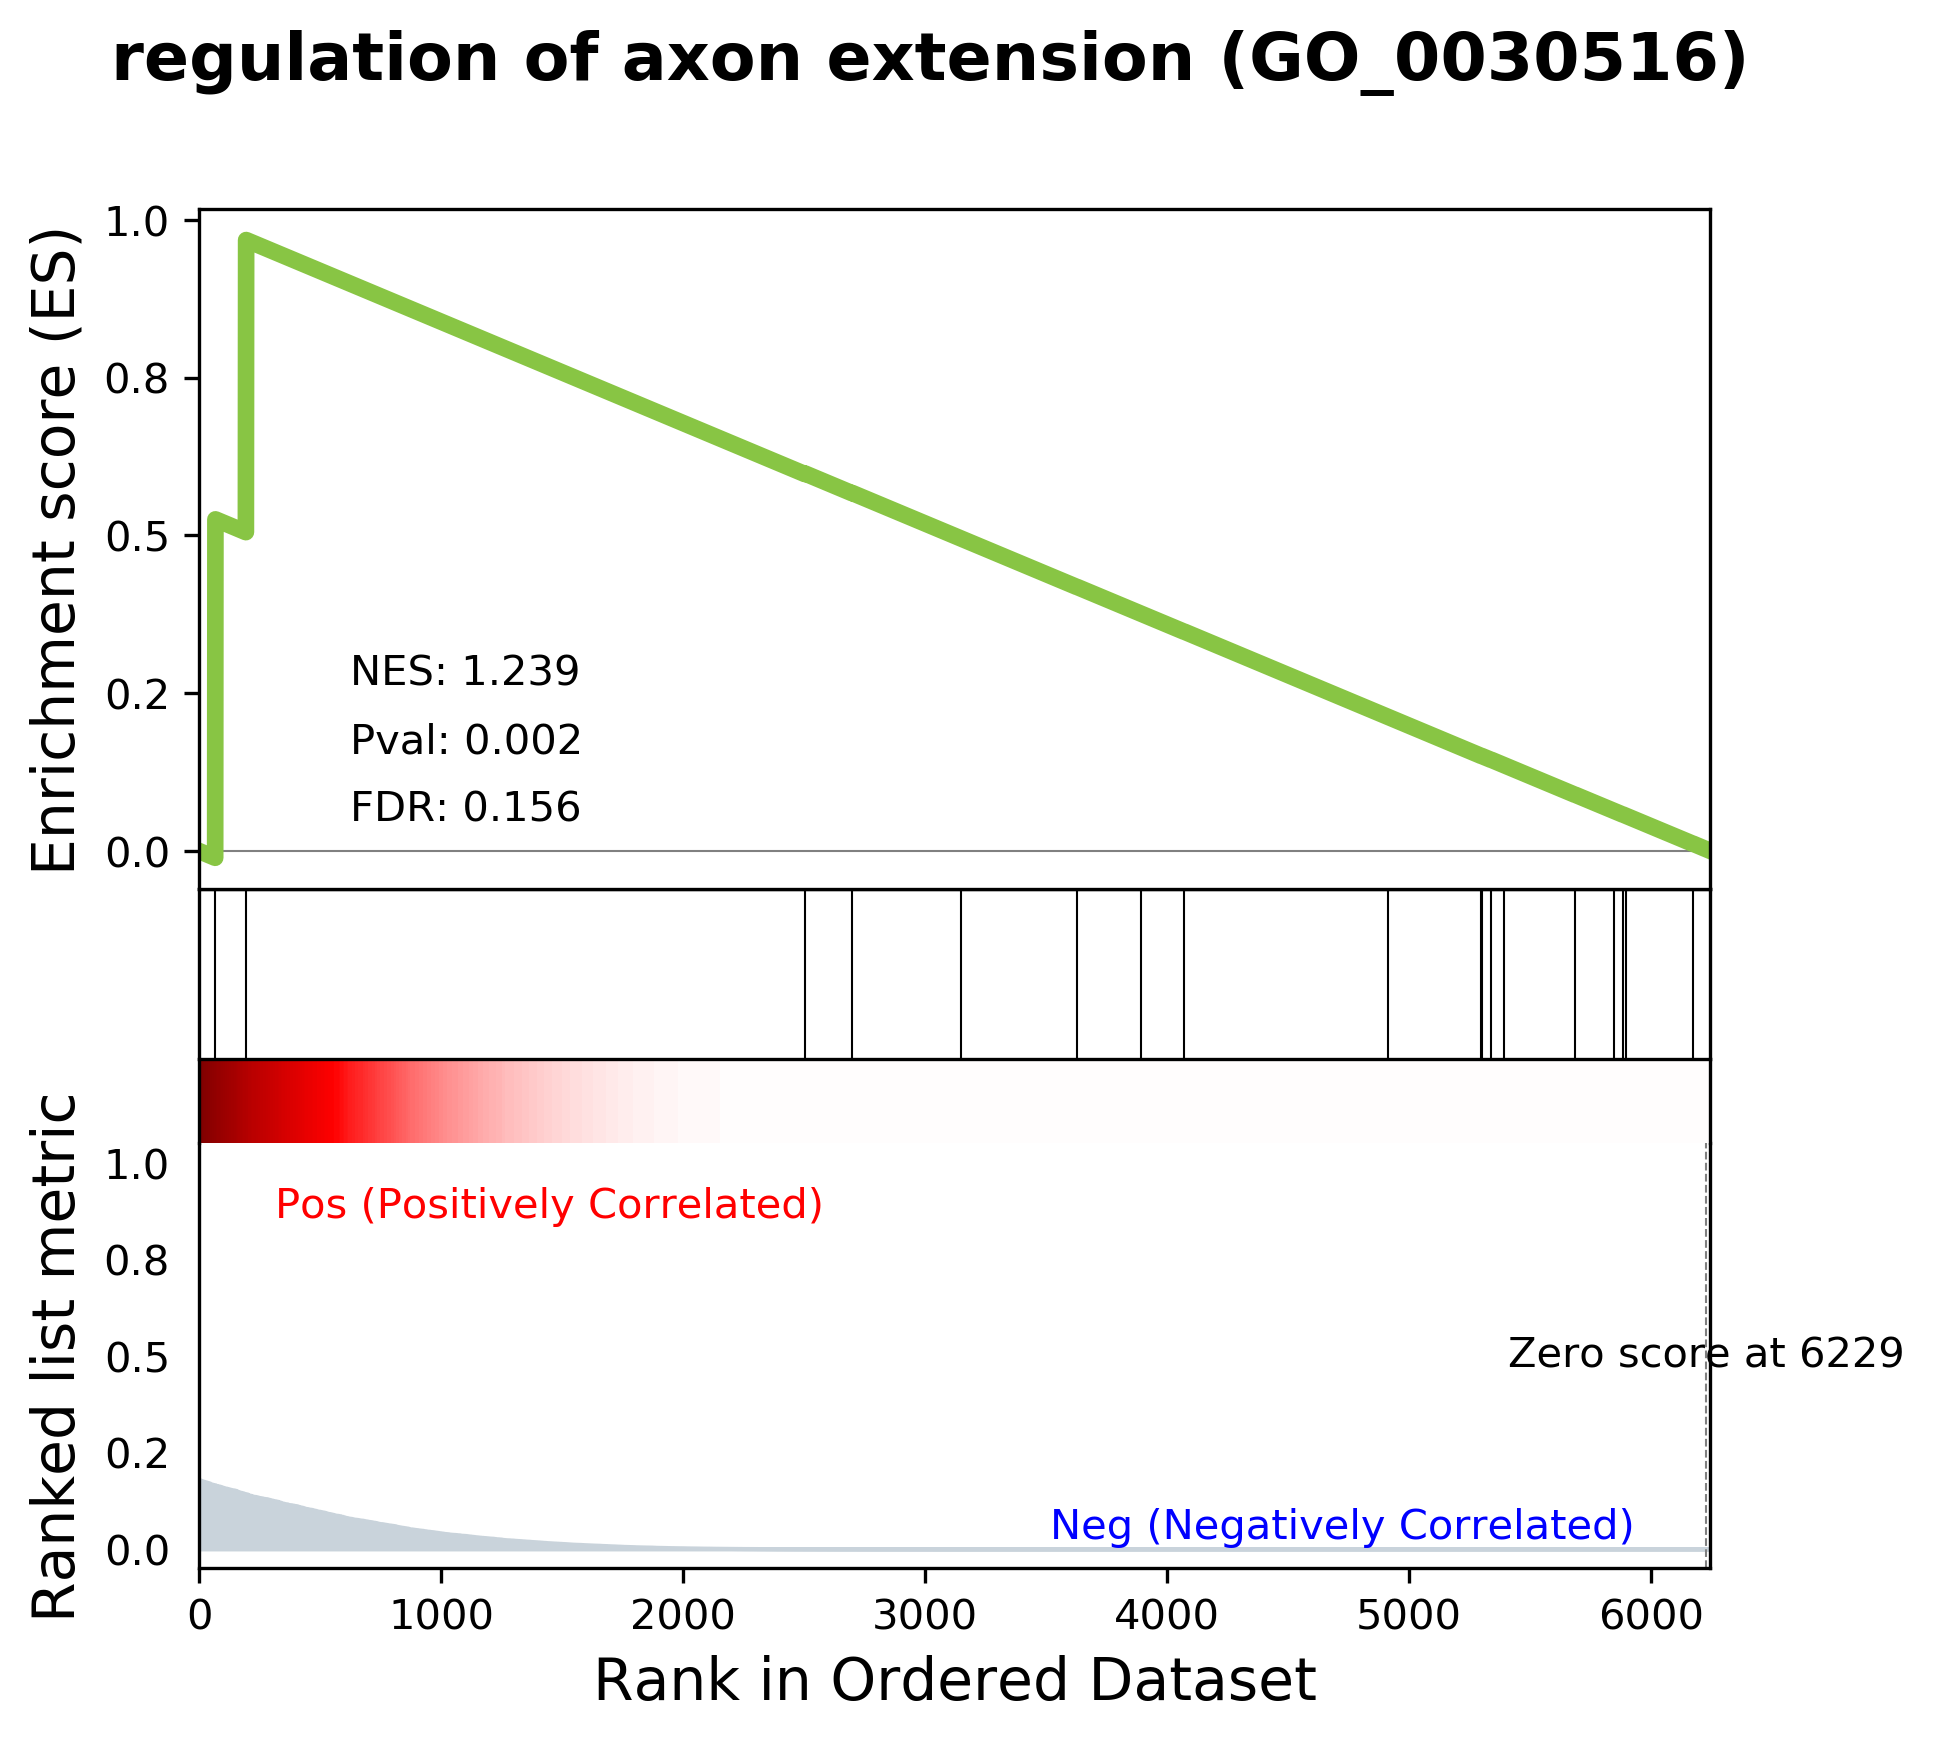 regulation of axon extension (GO_0030516)
Enrichment score (ES)
1.0
0.8
0.5
0.2
0.0
NES: 1.239
Pval: 0.002
FDR: 0.156
Ranked list metric
1.0
0.8
0.5
0.2
0.0
Pos (Positively Correlated)
Zero score at 6229
Neg (Negatively Correlated)
0 1000 2000 3000 4000 5000 6000
Rank in Ordered Dataset